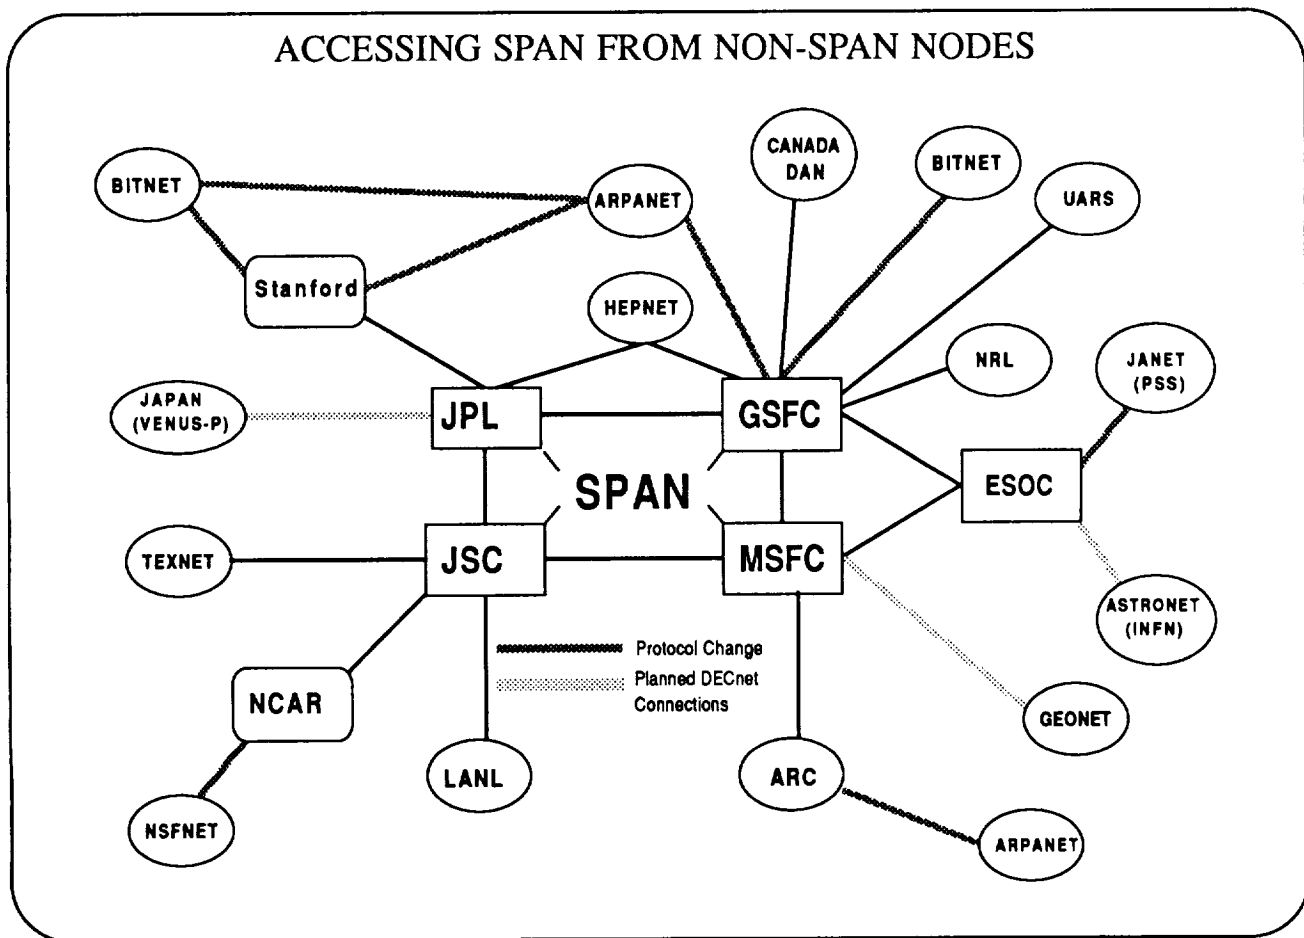 ACCESSING SPAN FROM NON-SPAN NODES
BITNET
ARPANET
CANADA
DAN
BITNET
UARS
Stanford
HEPNET
NRL
JANET
(PSS)
JAPAN
(VENUS-P)
JPL
GSFC
SPAN
ESOC
TEXNET
JSC
MSFC
ASTRONET
(INFN)
Protocol Change
Planned DECnet
Connections
NCAR
GEONET
LANL
ARC
NSFNET
ARPANET